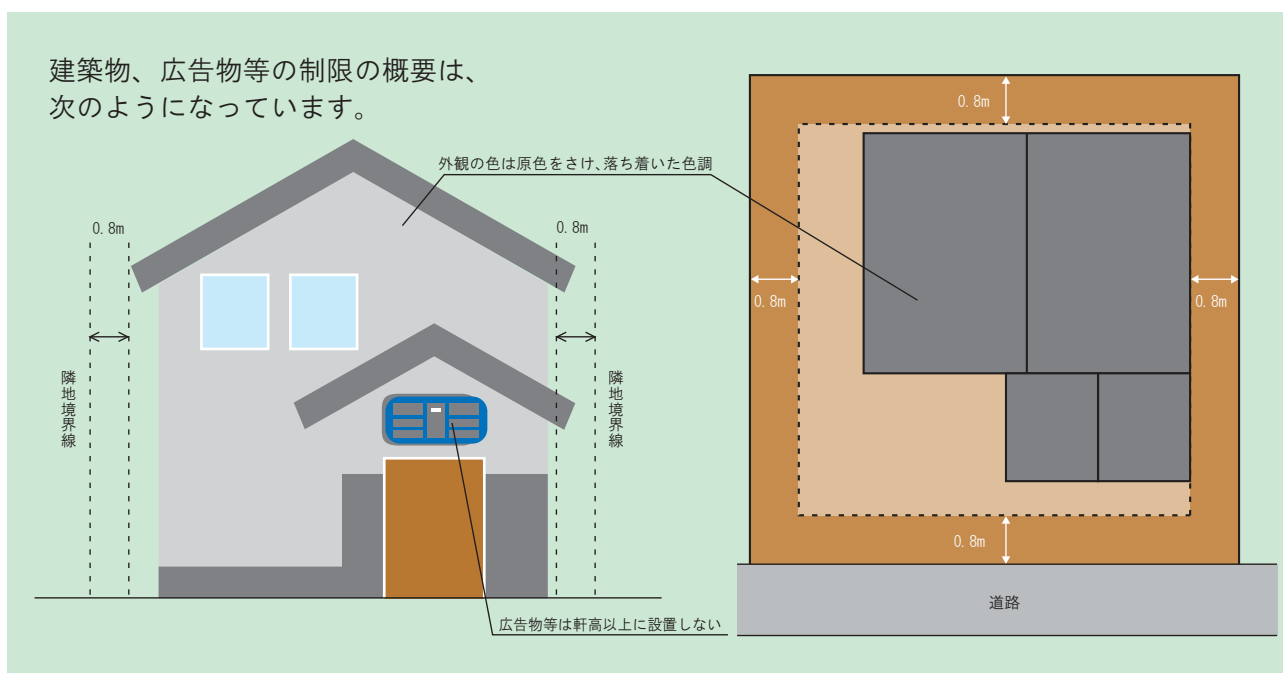 建築物、広告物等の制限の概要は、
次のようになっています。
外観の色は原色をさけ、落ち着いた色調
0.8m
0.8m
隣地境界線
隣地境界線
広告物等は軒高以上に設置しない
0.8m
0.8m
0.8m
0.8m
道路